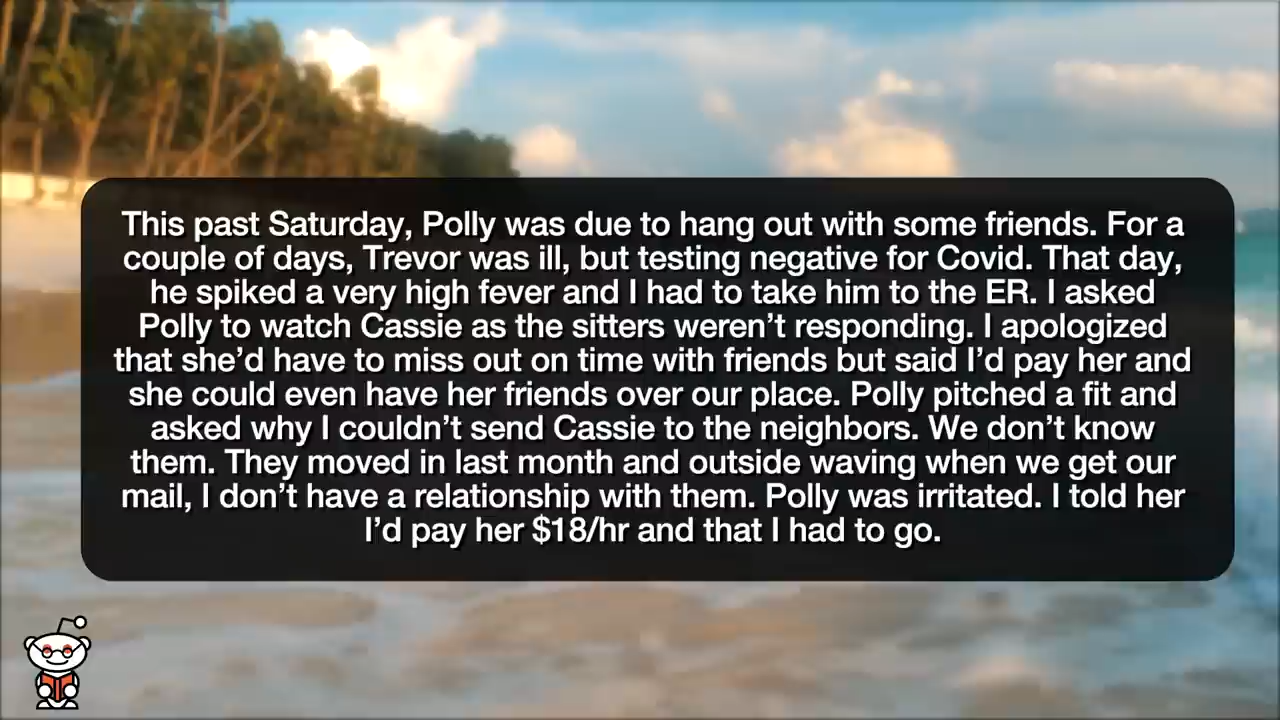 This past Saturday, Polly was due to hang out with some friends. For a
couple of days, Trevor was ill, but testing negative for Covid. That day,
he spiked a very high fever and I had to take him to the ER. I asked
Polly to watch Cassie as the sitters weren’t responding. I apologized
that she’d have to miss out on time with friends but said I’d pay her and
she could even have her friends over our place. Polly pitched a fit and
asked why I couldn’t send Cassie to the neighbors. We don’t know
them. They moved in last month and outside waving when we get our
mail, I don’t have a relationship with them. Polly was irritated. I told her
I’d pay her $18/hr and that I had to go.